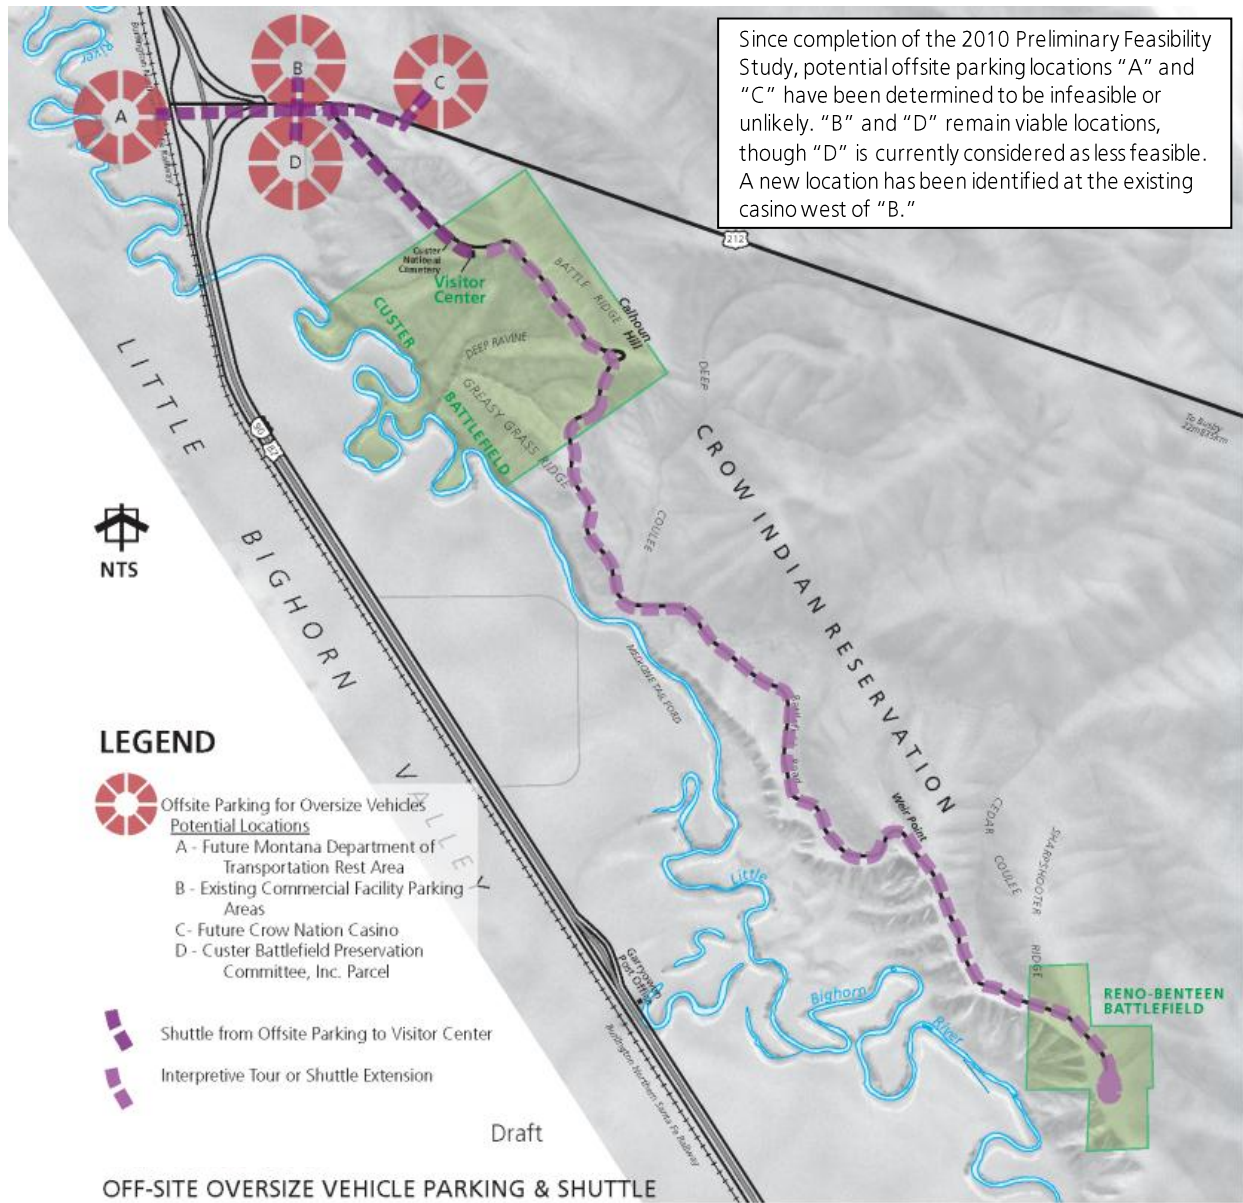 Since completion of the 2010 Preliminary Feasibility
Study, potential offsite parking locations “A” and
“C” have been determined to be infeasible or
unlikely. “B” and “D” remain viable locations,
though “D” is currently considered as less feasible.
A new location has been identified at the existing
casino west of “B.”
River
Burlington North
Fe Railway
A
B
C
D
212
Custer
National
Cemetery
Visitor
Center
BATTLE RIDGE
Calhoun
Hill
CUSTER
BATTLEFIELD
DEEP RAVINE
GREASY GRASS RIDGE
DEEP
COULEE
To Busby
90
87
LITTLE BIGHORN VALLEY
CROW INDIAN RESERVATION
NTS
MEDICINE TAIL FORD
Road
Weir Point
CEDAR
COULEE
SHARPSHOOTER
RIDGE
Little
Bighorn
River
Garryowen
Post Office
Burlington Northern Santa Fe Railway
RENO-BENTEEN
BATTLEFIELD
LEGEND
Offsite Parking for Oversize Vehicles
Potential Locations
A - Future Montana Department of
Transportation Rest Area
B - Existing Commercial Facility Parking
Areas
C- Future Crow Nation Casino
D - Custer Battlefield Preservation
Committee, Inc. Parcel
Shuttle from Offsite Parking to Visitor Center
Interpretive Tour or Shuttle Extension
Draft
OFF-SITE OVERSIZE VEHICLE PARKING & SHUTTLE